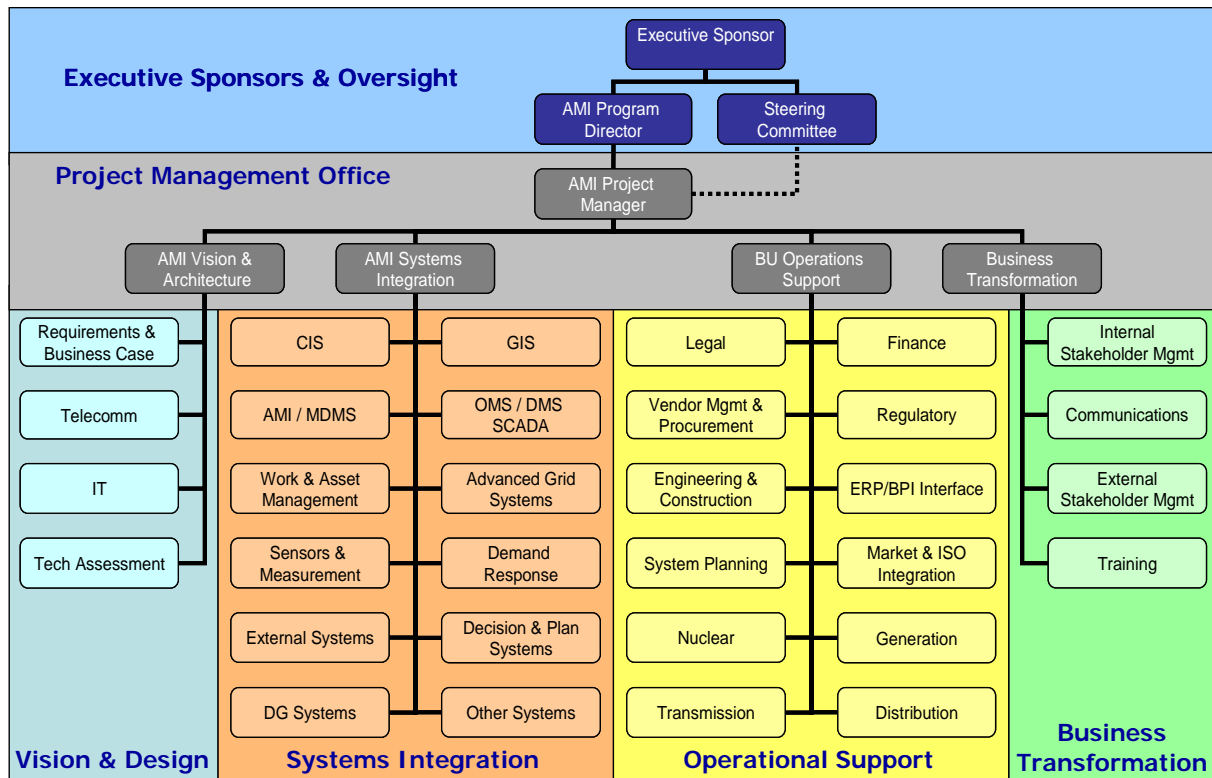 Executive Sponsor
Executive Sponsors & Oversight
AMI Program
Director
Steering
Committee
Project Management Office
AMI Project
Manager
AMI Vision &
Architecture
AMI Systems
Integration
BU Operations
Support
Business
Transformation
Requirements &
Business Case
Telecomm
IT
Tech Assessment
Vision & Design
CIS
GIS
AMI / MDMS
OMS / DMS
SCADA
Work & Asset
Management
Advanced Grid
Systems
Sensors &
Measurement
Demand
Response
External Systems
Decision & Plan
Systems
DG Systems
Other Systems
Systems Integration
Legal
Finance
Vendor Mgmt &
Procurement
Regulatory
Engineering &
Construction
ERP/BPI Interface
System Planning
Market & ISO
Integration
Nuclear
Generation
Transmission
Distribution
Operational Support
Internal
Stakeholder Mgmt
Communications
External
Stakeholder Mgmt
Training
Business
Transformation